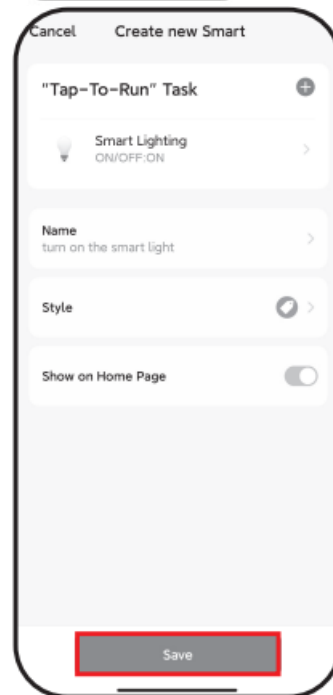 Cancel Create new Smart
"Tap-To-Run" Task
Smart Lighting
ON/OFF:ON
Name
turn on the smart light
Style
Show on Home Page
Save